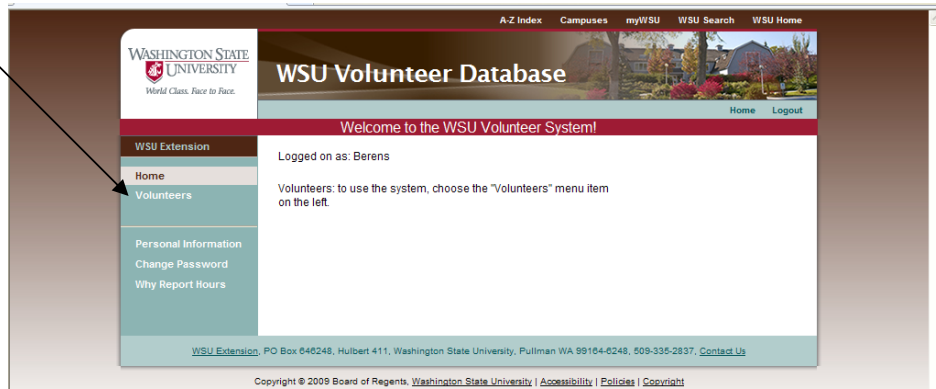 A-Z Index Campuses myWSU WSU Search WSU Home
WASHINGTON STATE
UNIVERSITY
World Class. Face to Face.
WSU Volunteer Database
Home Logout
Welcome to the WSU Volunteer System!
WSU Extension
Home
Volunteers
Personal Information
Change Password
Why Report Hours
Logged on as: Berens
Volunteers: to use the system, choose the "Volunteers" menu item
on the left.
WSU Extension, PO Box 646248, Hulbert 411, Washington State University, Pullman WA 99164-6248, 509-335-2837, Contact Us
Copyright © 2009 Board of Regents, Washington State University | Accessibility | Policies | Copyright